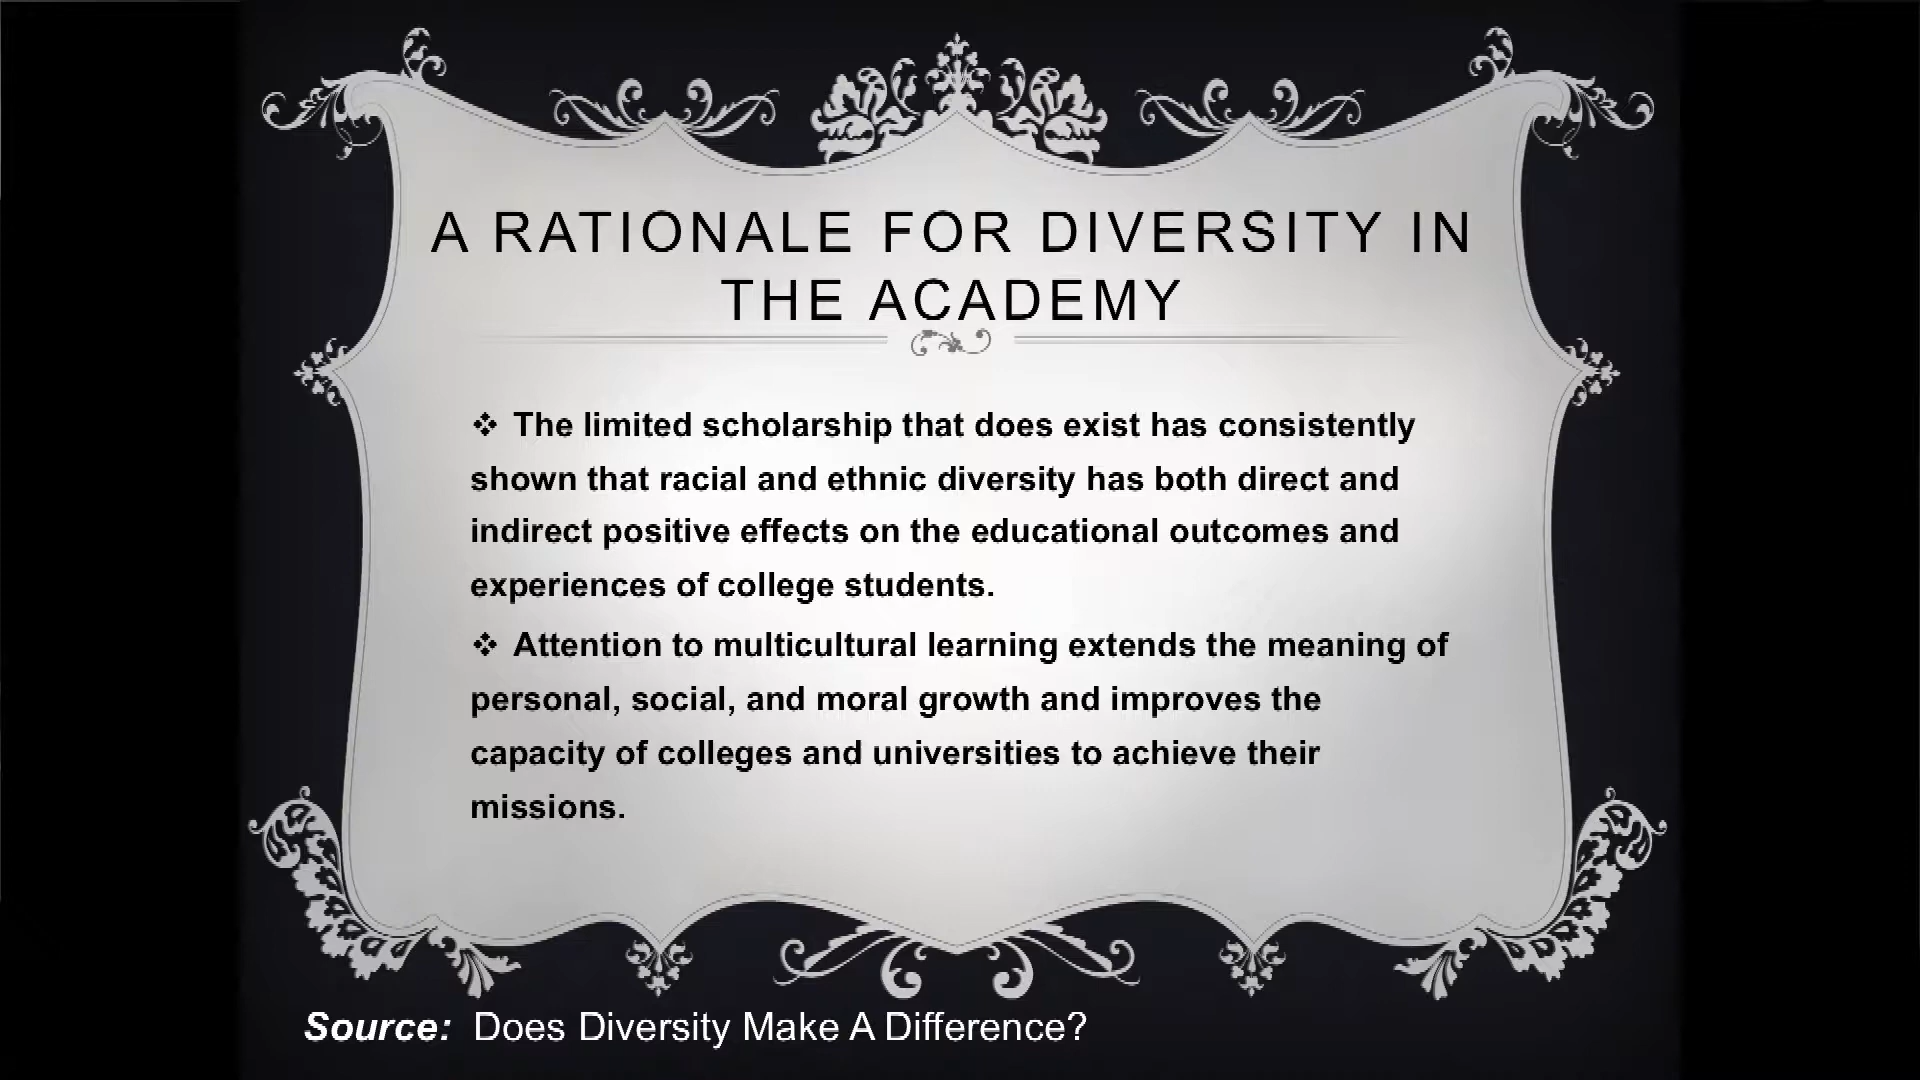 A RATIONALE FOR DIVERSITY IN
THE ACADEMY
❖ The limited scholarship that does exist has consistently
shown that racial and ethnic diversity has both direct and
indirect positive effects on the educational outcomes and
experiences of college students.
❖ Attention to multicultural learning extends the meaning of
personal, social, and moral growth and improves the
capacity of colleges and universities to achieve their
missions.
Source: Does Diversity Make A Difference?